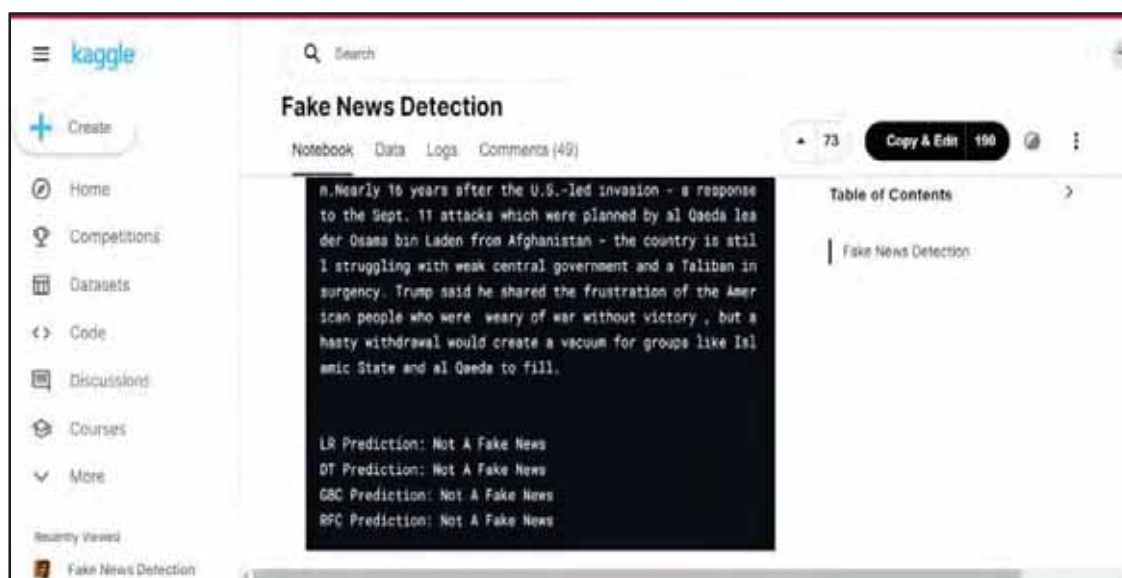 kaggle
Search
Create
Fake News Detection
Notebook Data Logs Comments (49)
73 Copy & Edit 190
Home
Competitions
Datasets
Code
Discussions
Courses
More
Recently Viewed
Fake News Detection
n.Nearly 16 years after the U.S.-led invasion - a response
to the Sept. 11 attacks which were planned by al Qaeda lea
der Osama bin Laden from Afghanistan - the country is stil
l struggling with weak central government and a Taliban in
surgency. Trump said he shared the frustration of the Amer
ican people who were weary of war without victory , but a
hasty withdrawal would create a vacuum for groups like Isl
amic State and al Qaeda to fill.
LR Prediction: Not A Fake News
DT Prediction: Not A Fake News
GBC Prediction: Not A Fake News
RFC Prediction: Not A Fake News
Table of Contents
Fake News Detection